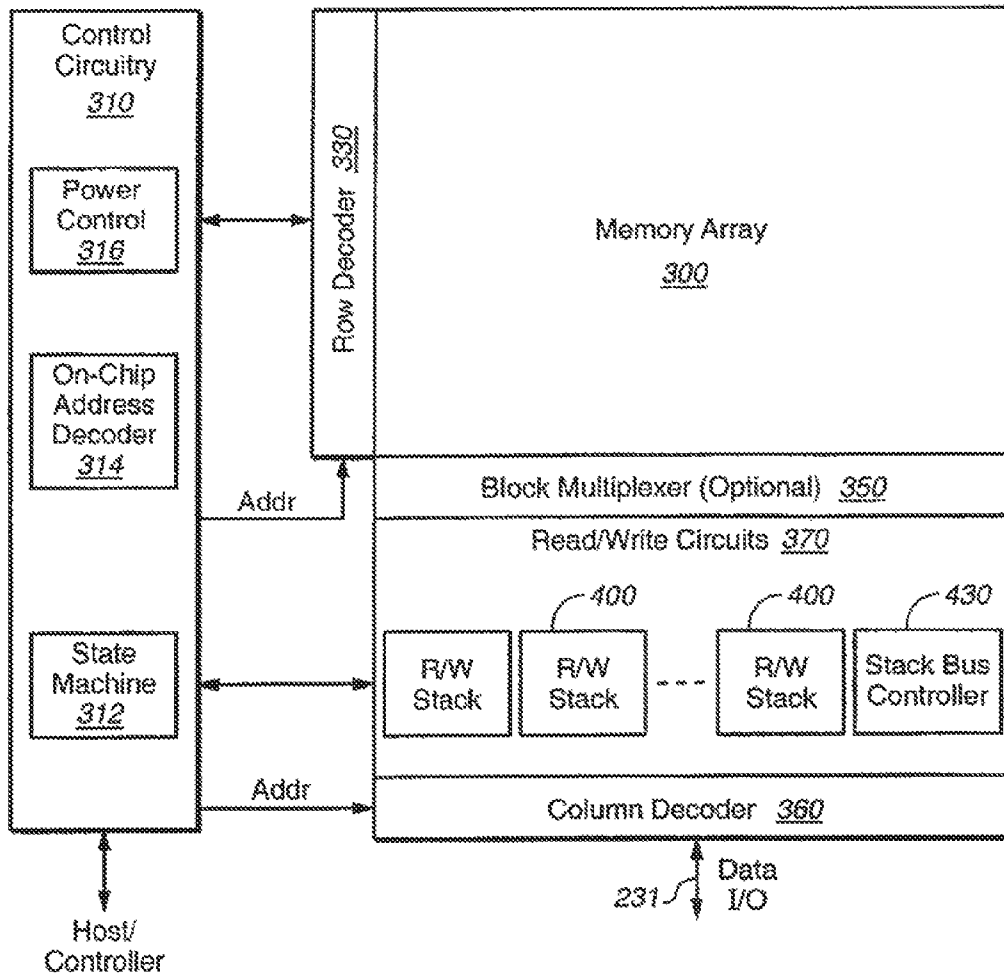 Control
Circuitry
310
Power
Control
316
On-Chip
Address
Decoder
314
State
Machine
312
Host/
Controller
Addr
Addr
Row Decoder 330
Memory Array
300
Block Multiplexer (Optional) 350
Read/Write Circuits 370
400
400
430
R/W
Stack
R/W
Stack
R/W
Stack
Stack Bus
Controller
Column Decoder 360
231
Data
I/O